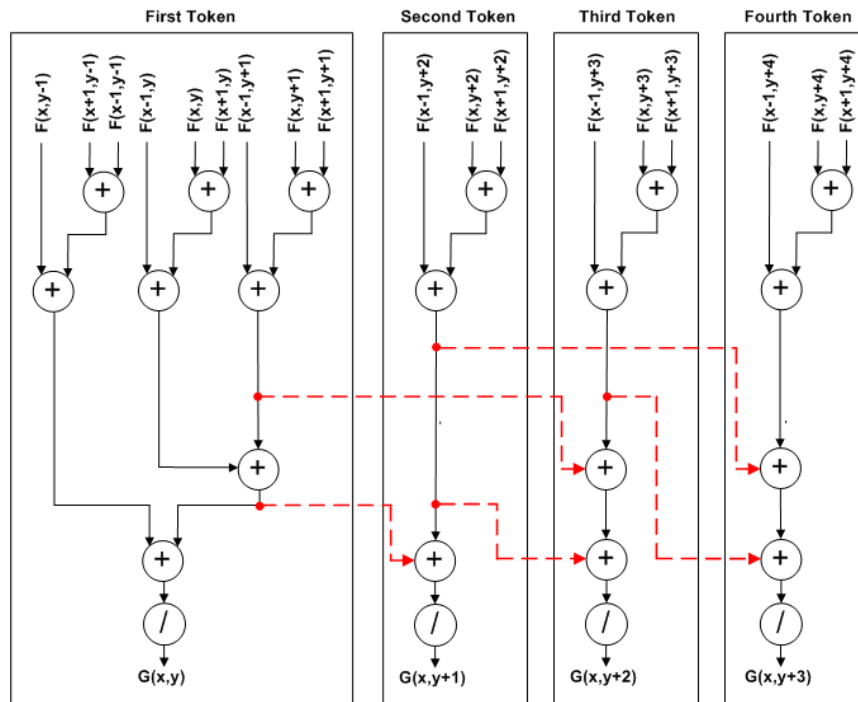 First Token
Second Token
Third Token
Fourth Token
F(x,y-1)
F(x+1,y-1)
F(x-1,y-1)
F(x-1,y)
F(x,y)
F(x+1,y)
F(x-1,y+1)
F(x,y+1)
F(x+1,y+1)
F(x-1,y+2)
F(x,y+2)
F(x+1,y+2)
F(x-1,y+3)
F(x,y+3)
F(x+1,y+3)
F(x-1,y+4)
F(x,y+4)
F(x+1,y+4)
+ + + + + +
+ + + + + +
+ + +
+ + + +
/ / / /
G(x,y)
G(x,y+1)
G(x,y+2)
G(x,y+3)